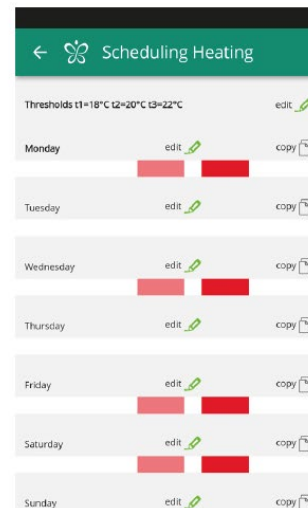 Scheduling Heating
Thresholds t1=18°C t2=20°C t3=22°C edit
Monday edit copy
Tuesday edit copy
Wednesday edit copy
Thursday edit copy
Friday edit copy
Saturday edit copy
Sunday edit copy